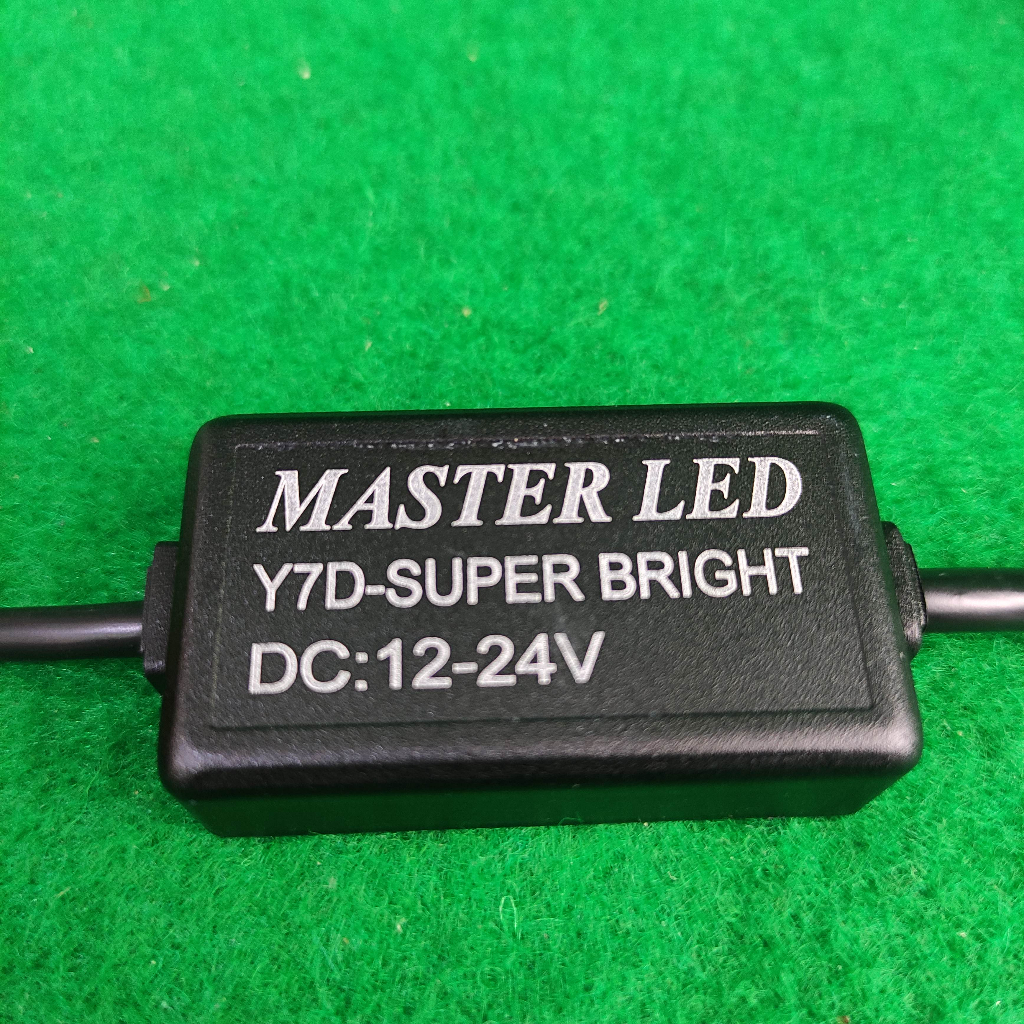 MASTER LED
Y7D-SUPER BRIGHT
DC:12-24V